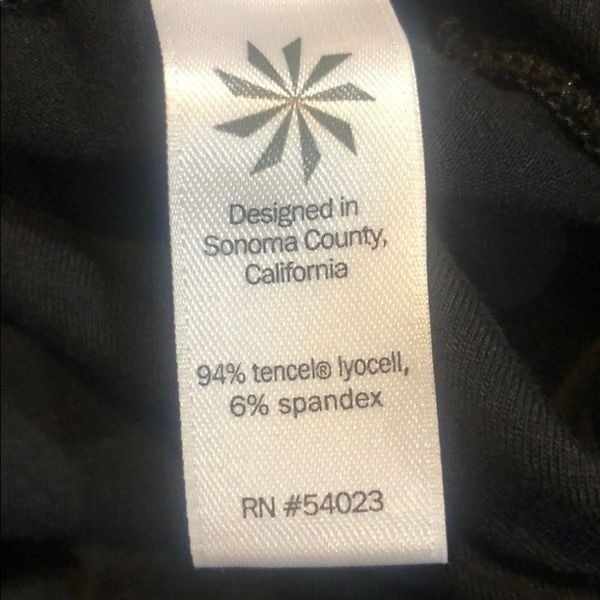 Designed in
Sonoma County,
California
94% tencel® lyocell,
6% spandex
RN #54023